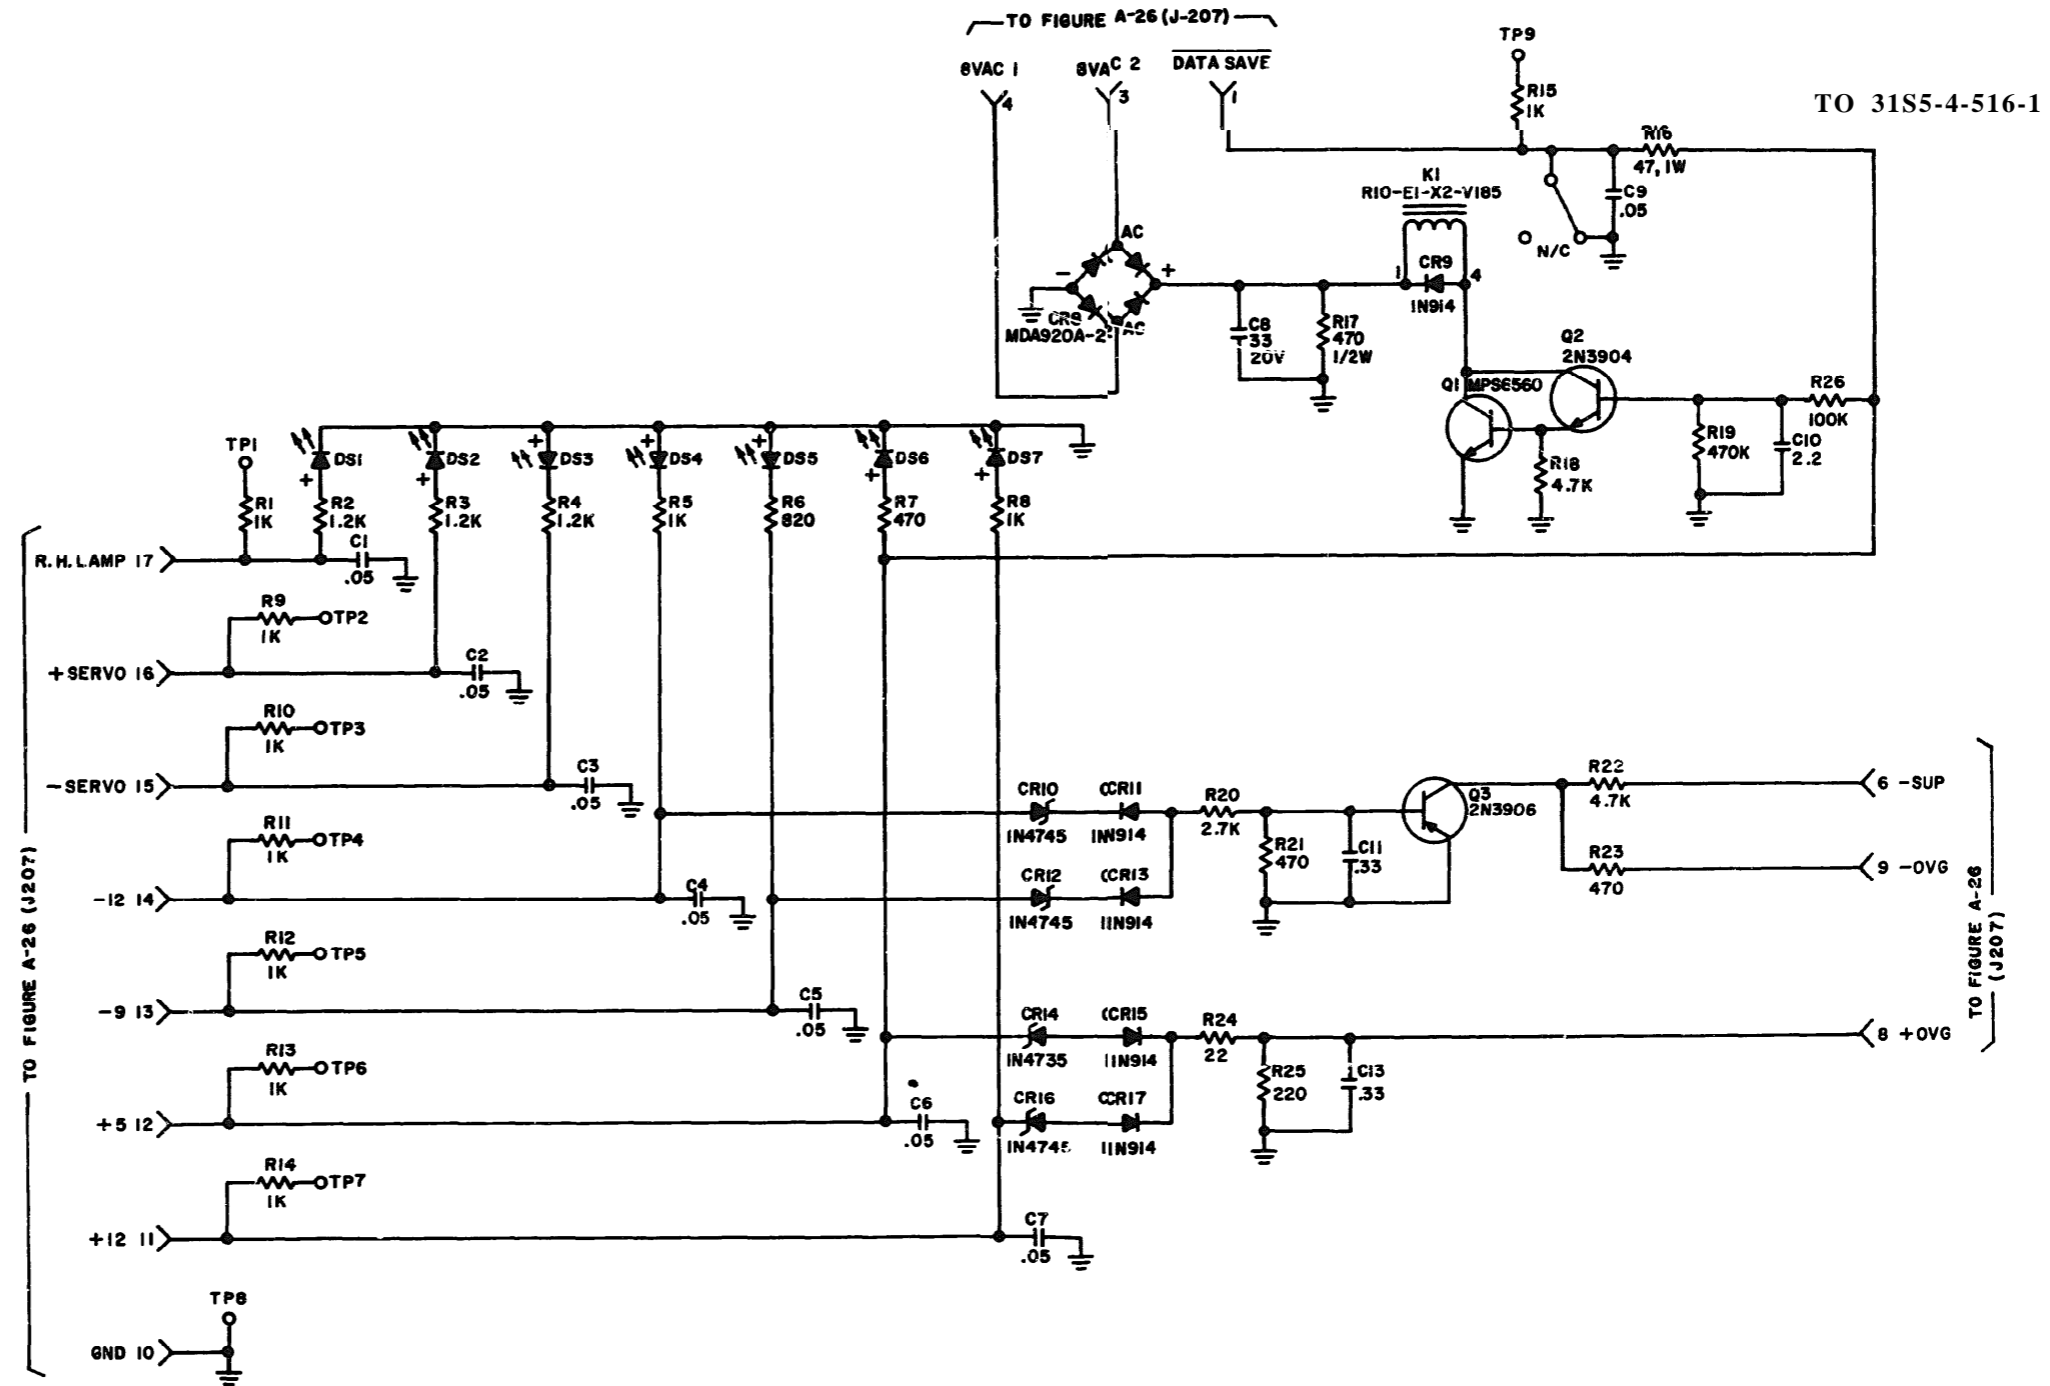 TO FIGURE A-26 (J-207)
8VAC 1
4
8VAC 2
3
DATA SAVE
1
TP9
R15
1K
TO 31S5-4-516-1
R16
47, 1W
C9
.05
N/C
K1
R10-E1-X2-V185
CR9
1
4
1N914
AC
-
+
CR8
MDA920A-2
AC
C8
33
20V
R17
470
1/2W
Q2
2N3904
Q1 MPS6560
R26
100K
R19
470K
C10
2.2
R18
4.7K
TP1
R1
1K
+
DS1
R2
1.2K
+
DS2
R3
1.2K
+
DS3
R4
1.2K
+
DS4
R5
1K
+
DS5
R6
820
+
DS6
R7
470
+
DS7
R8
1K
TO FIGURE A-26 (J207)
R.H. LAMP 17
C1
.05
R9
1K
TP2
+ SERVO 16
C2
.05
R10
1K
TP3
- SERVO 15
C3
.05
R11
1K
TP4
-12 14
C4
.05
R12
1K
TP5
-9 13
C5
.05
R13
1K
TP6
+5 12
C6
.05
R14
1K
TP7
+12 11
C7
.05
TP8
GND 10
CR10
1N4745
CR11
1N914
R20
2.7K
R21
470
C11
.33
Q3
2N3906
R22
4.7K
6 -SUP
R23
470
9 -OVG
CR12
1N4745
CR13
1N914
CR14
1N4735
CR15
1N914
R24
22
R25
220
C13
.33
8 +OVG
CR16
1N4745
CR17
1N914
TO FIGURE A-26
(J207)